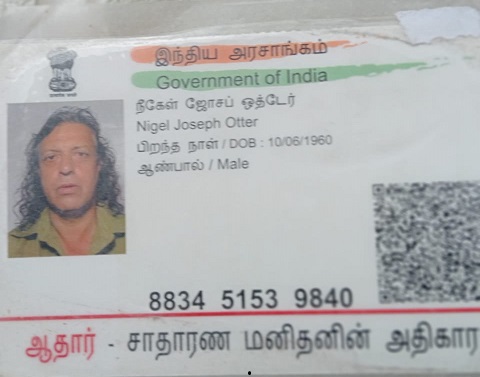 இந்திய அரசாங்கம்
Government of India
நீகேள் ஜோசப் ஒத்டேர்
Nigel Joseph Otter
பிறந்த நாள் / DOB : 10/06/1960
ஆண்பால் / Male
8834 5153 9840
ஆதார் - சாதாரண மனிதனின் அதிகார